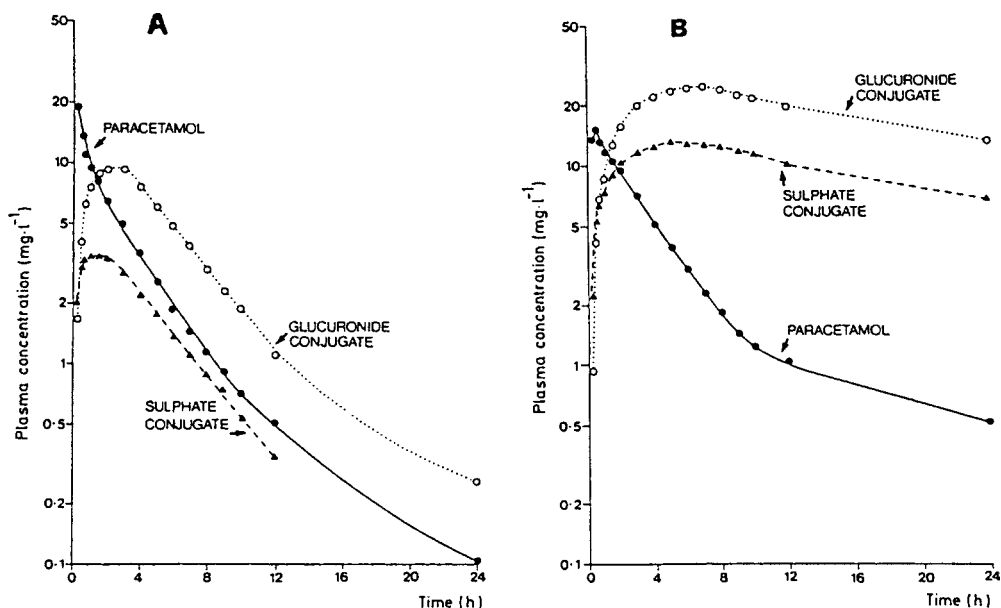 A
50
20
10
5
2
1
0·5
0·2
0·1
Plasma concentration (mg·l⁻¹)
PARACETAMOL
GLUCURONIDE
CONJUGATE
SULPHATE
CONJUGATE
0
4
8
12
16
20
24
Time (h)
B
50
20
10
5
2
1
0·5
0·2
0·1
Plasma concentration (mg·l⁻¹)
GLUCURONIDE
CONJUGATE
SULPHATE
CONJUGATE
PARACETAMOL
0
4
8
12
16
20
24
Time (h)